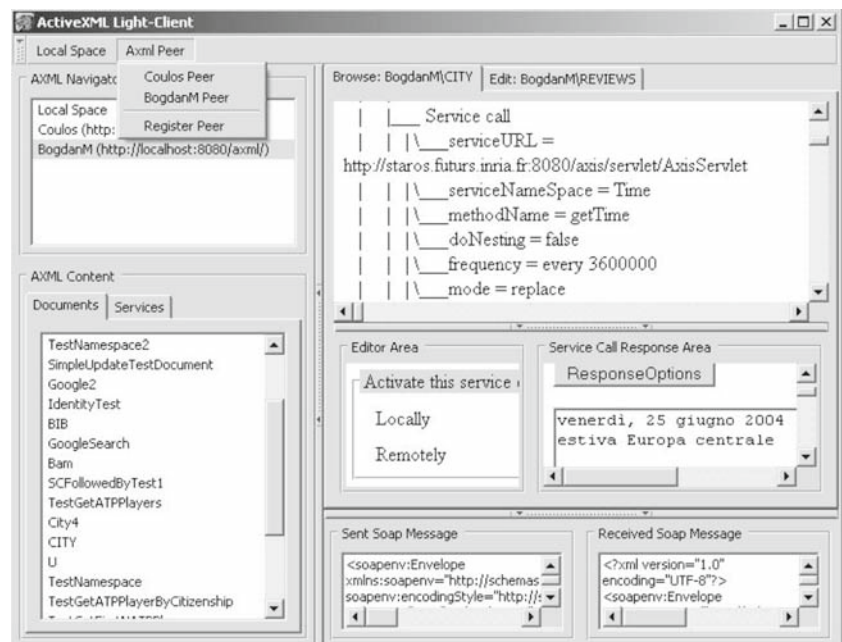 ActiveXML Light-Client
Local Space Axml Peer
Coulos Peer
BogdanM Peer
Register Peer
AXML
Local Space
Coulos (http:
BogdanM (http://localhost:8080/axml/)
AXML Content
Documents Services
TestNamespace2
SimpleUpdateTestDocument
Google2
IdentityTest
BIB
GoogleSearch
Bam
SCFollowedByTest1
TestGetATPPlayers
City4
CITY
U
TestNamespace
TestGetATPPlayerByCitizenship
Browse: BogdanM\CITY Edit: BogdanM\REVIEWS
| |___ Service call
| | |\___serviceURL =
http://staros.futurs.inria.fr:8080/axis/servlet/AxisServlet
| | |\___serviceNameSpace = Time
| | |\___methodName = getTime
| | |\___doNesting = false
| | |\___frequency = every 3600000
| | |\___mode = replace
Editor Area
Activate this service
Locally
Remotely
Service Call Response Area
ResponseOptions
venerdì, 25 giugno 2004
estiva Europa centrale
Sent Soap Message
<soapenv:Envelope
xmlns:soapenv="http://schemas
soapenv:encodingStyle="http://s
Received Soap Message
<?xml version="1.0"
encoding="UTF-8"?>
<soapenv:Envelope